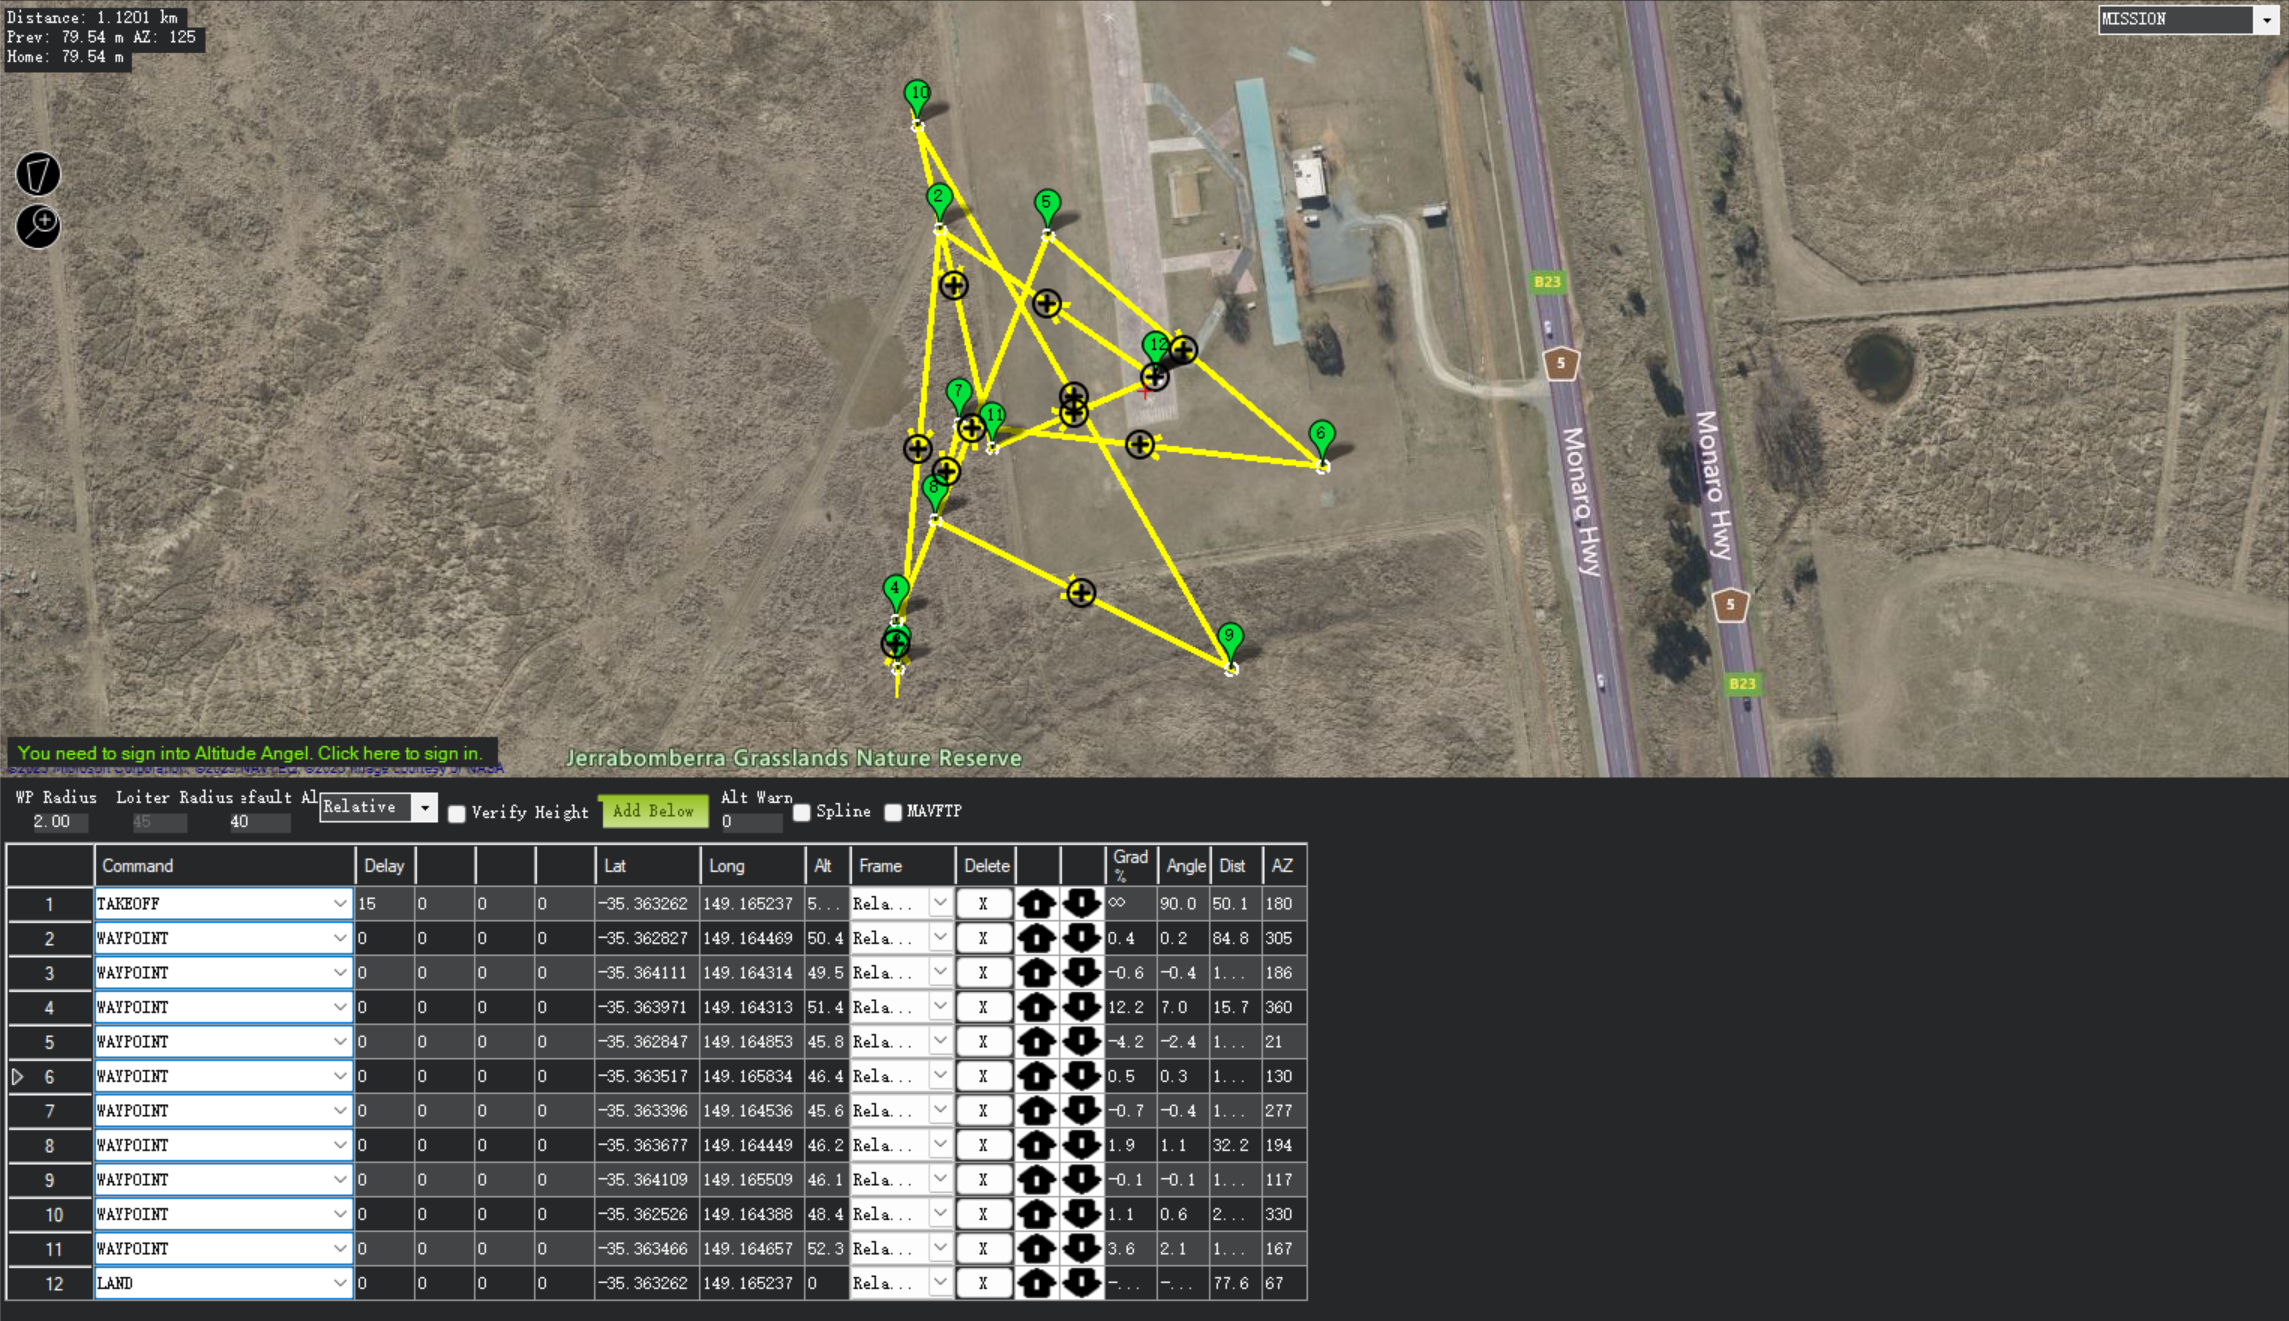 Distance: 1.1201 km
Prev: 79.54 m AZ: 125
Home: 79.54 m
MISSION
10
2
5
12
7
11
6
8
4
9
B23
5
Monaro Hwy
Monaro Hwy
5
B23
You need to sign into Altitude Angel. Click here to sign in.
Jerrabomberra Grasslands Nature Reserve
WP Radius Loiter Radius efault Al Relative Verify Height Add Below Alt Warn Spline MAVFTP
2.00 45 40 0
Command Delay Lat Long Alt Frame Delete Grad % Angle Dist AZ
1 TAKEOFF 15 0 0 0 -35.363262 149.165237 5... Rela... X ∞ 90.0 50.1 180
2 WAYPOINT 0 0 0 0 -35.362827 149.164469 50.4 Rela... X 0.4 0.2 84.8 305
3 WAYPOINT 0 0 0 0 -35.364111 149.164314 49.5 Rela... X -0.6 -0.4 1... 186
4 WAYPOINT 0 0 0 0 -35.363971 149.164313 51.4 Rela... X 12.2 7.0 15.7 360
5 WAYPOINT 0 0 0 0 -35.362847 149.164853 45.8 Rela... X -4.2 -2.4 1... 21
6 WAYPOINT 0 0 0 0 -35.363517 149.165834 46.4 Rela... X 0.5 0.3 1... 130
7 WAYPOINT 0 0 0 0 -35.363396 149.164536 45.6 Rela... X -0.7 -0.4 1... 277
8 WAYPOINT 0 0 0 0 -35.363677 149.164449 46.2 Rela... X 1.9 1.1 32.2 194
9 WAYPOINT 0 0 0 0 -35.364109 149.165509 46.1 Rela... X -0.1 -0.1 1... 117
10 WAYPOINT 0 0 0 0 -35.362526 149.164388 48.4 Rela... X 1.1 0.6 2... 330
11 WAYPOINT 0 0 0 0 -35.363466 149.164657 52.3 Rela... X 3.6 2.1 1... 167
12 LAND 0 0 0 0 -35.363262 149.165237 0 Rela... X -... -... 77.6 67